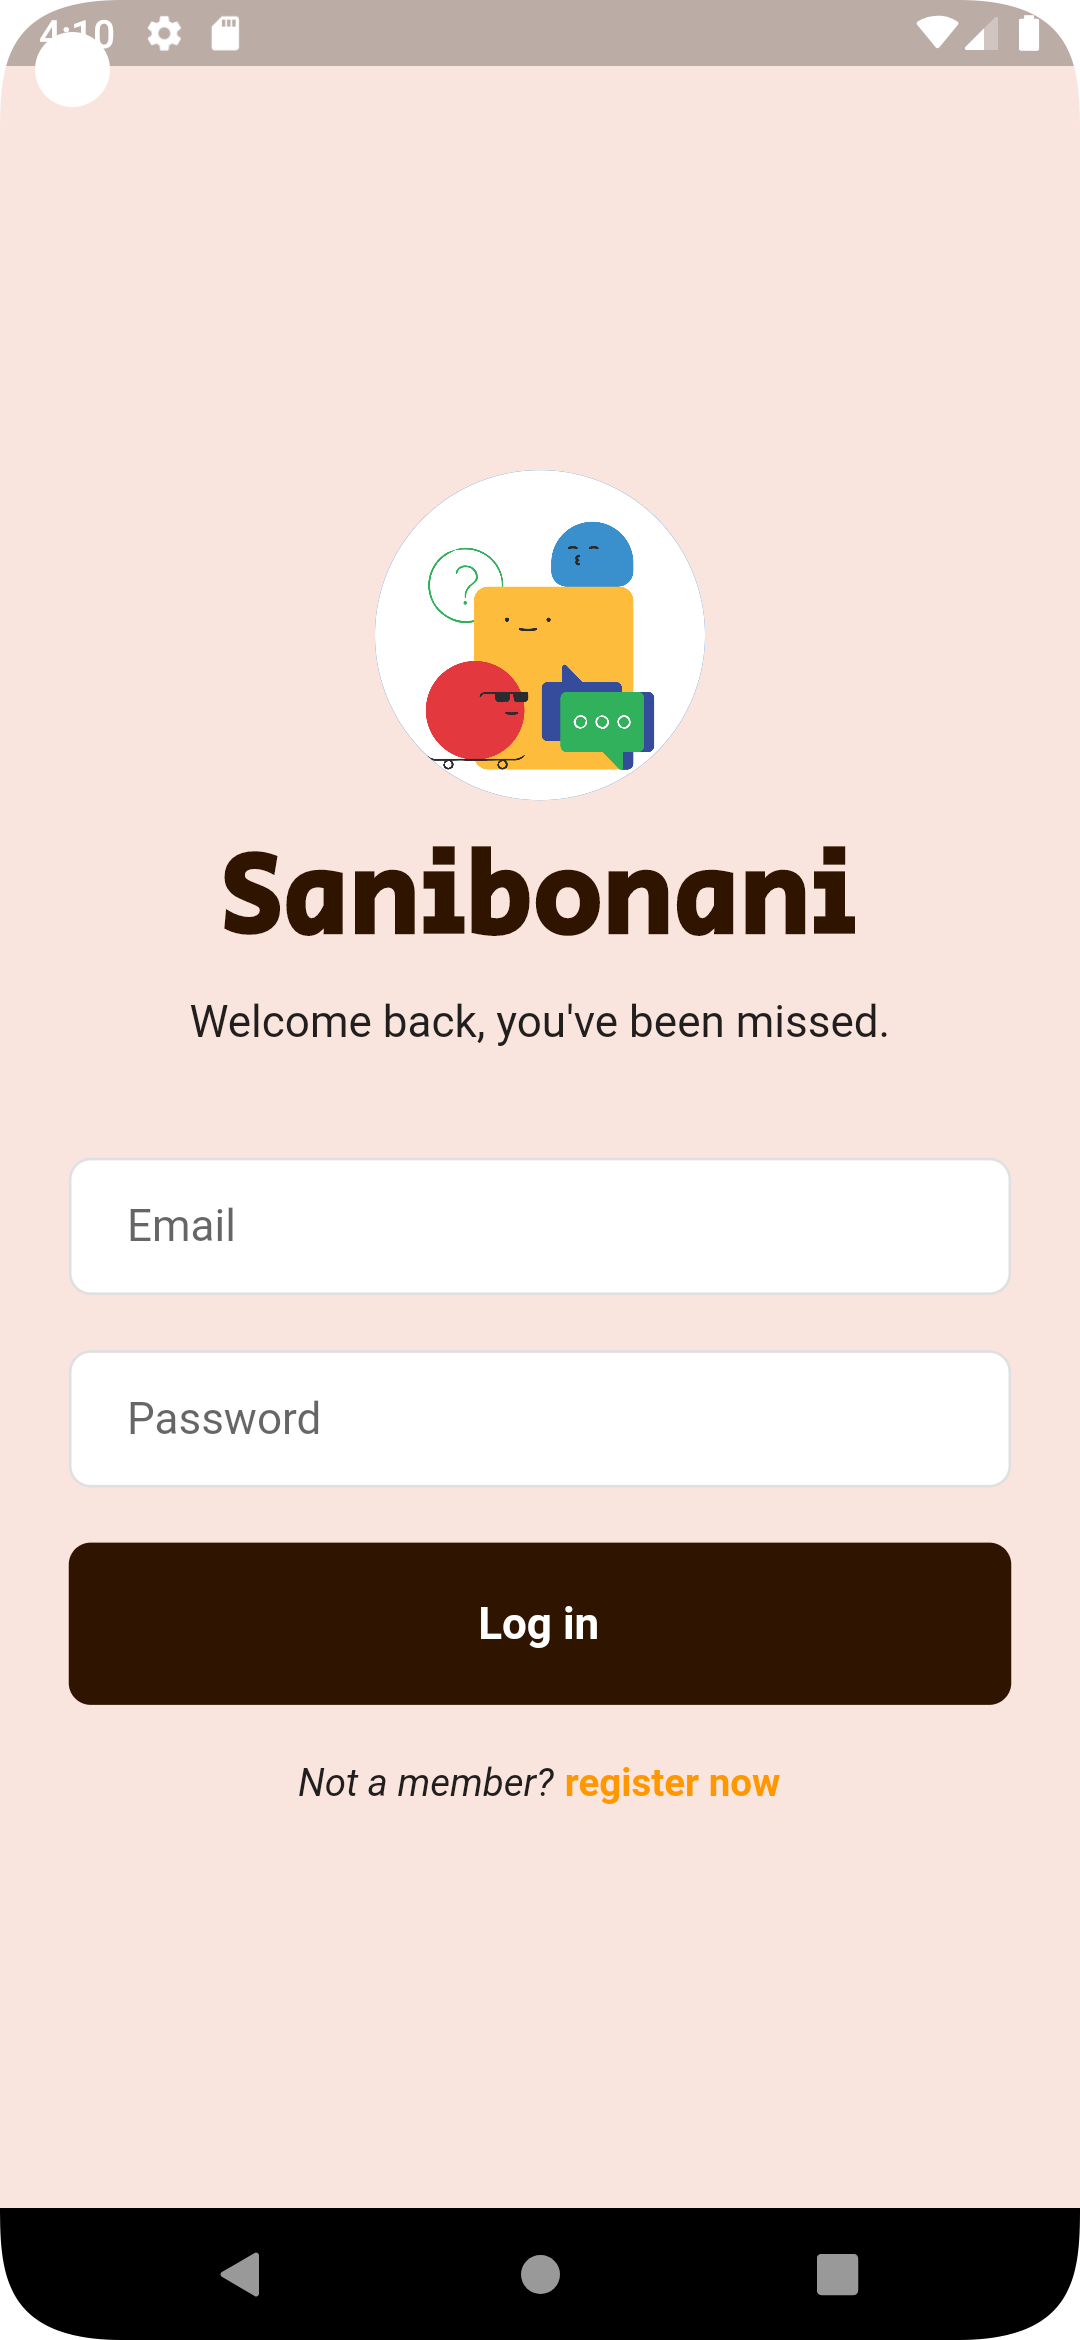 4:10
Sanibonani
Welcome back, you've been missed.
Email
Password
Log in
Not a member? register now